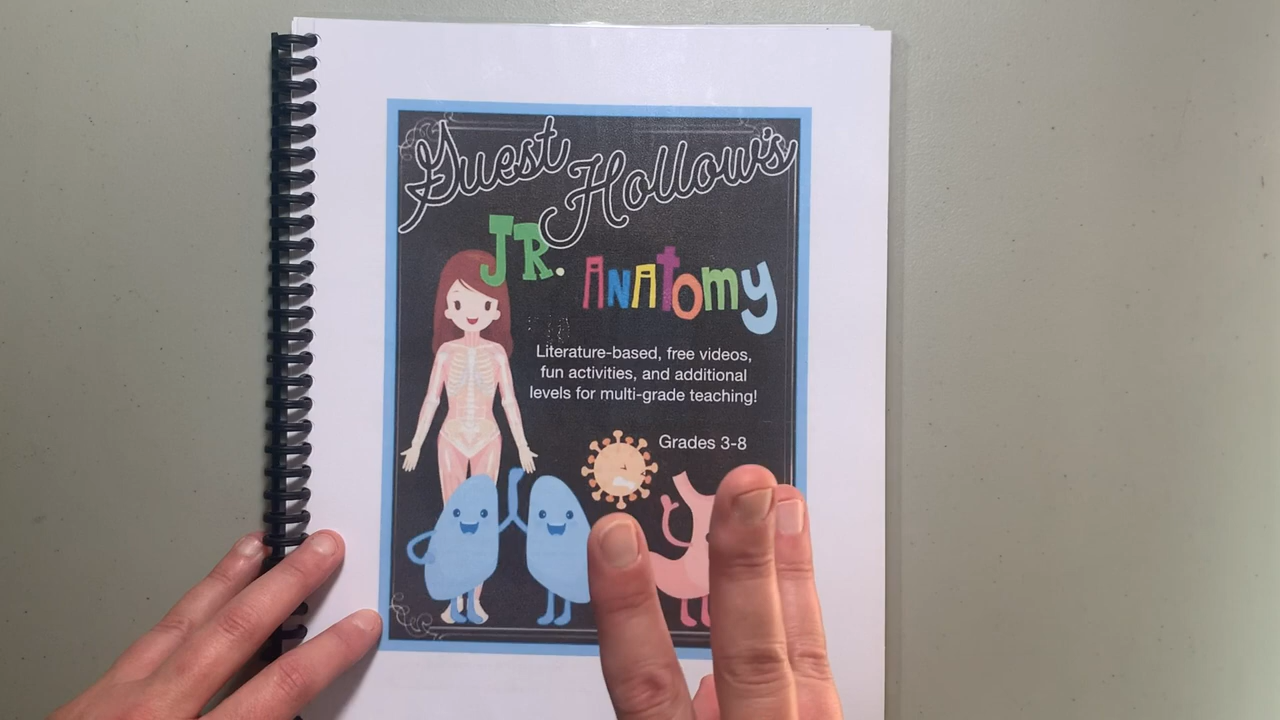 Guest Hollow's
JR. ANAtomy
Literature-based, free videos,
fun activities, and additional
levels for multi-grade teaching!
Grades 3-8